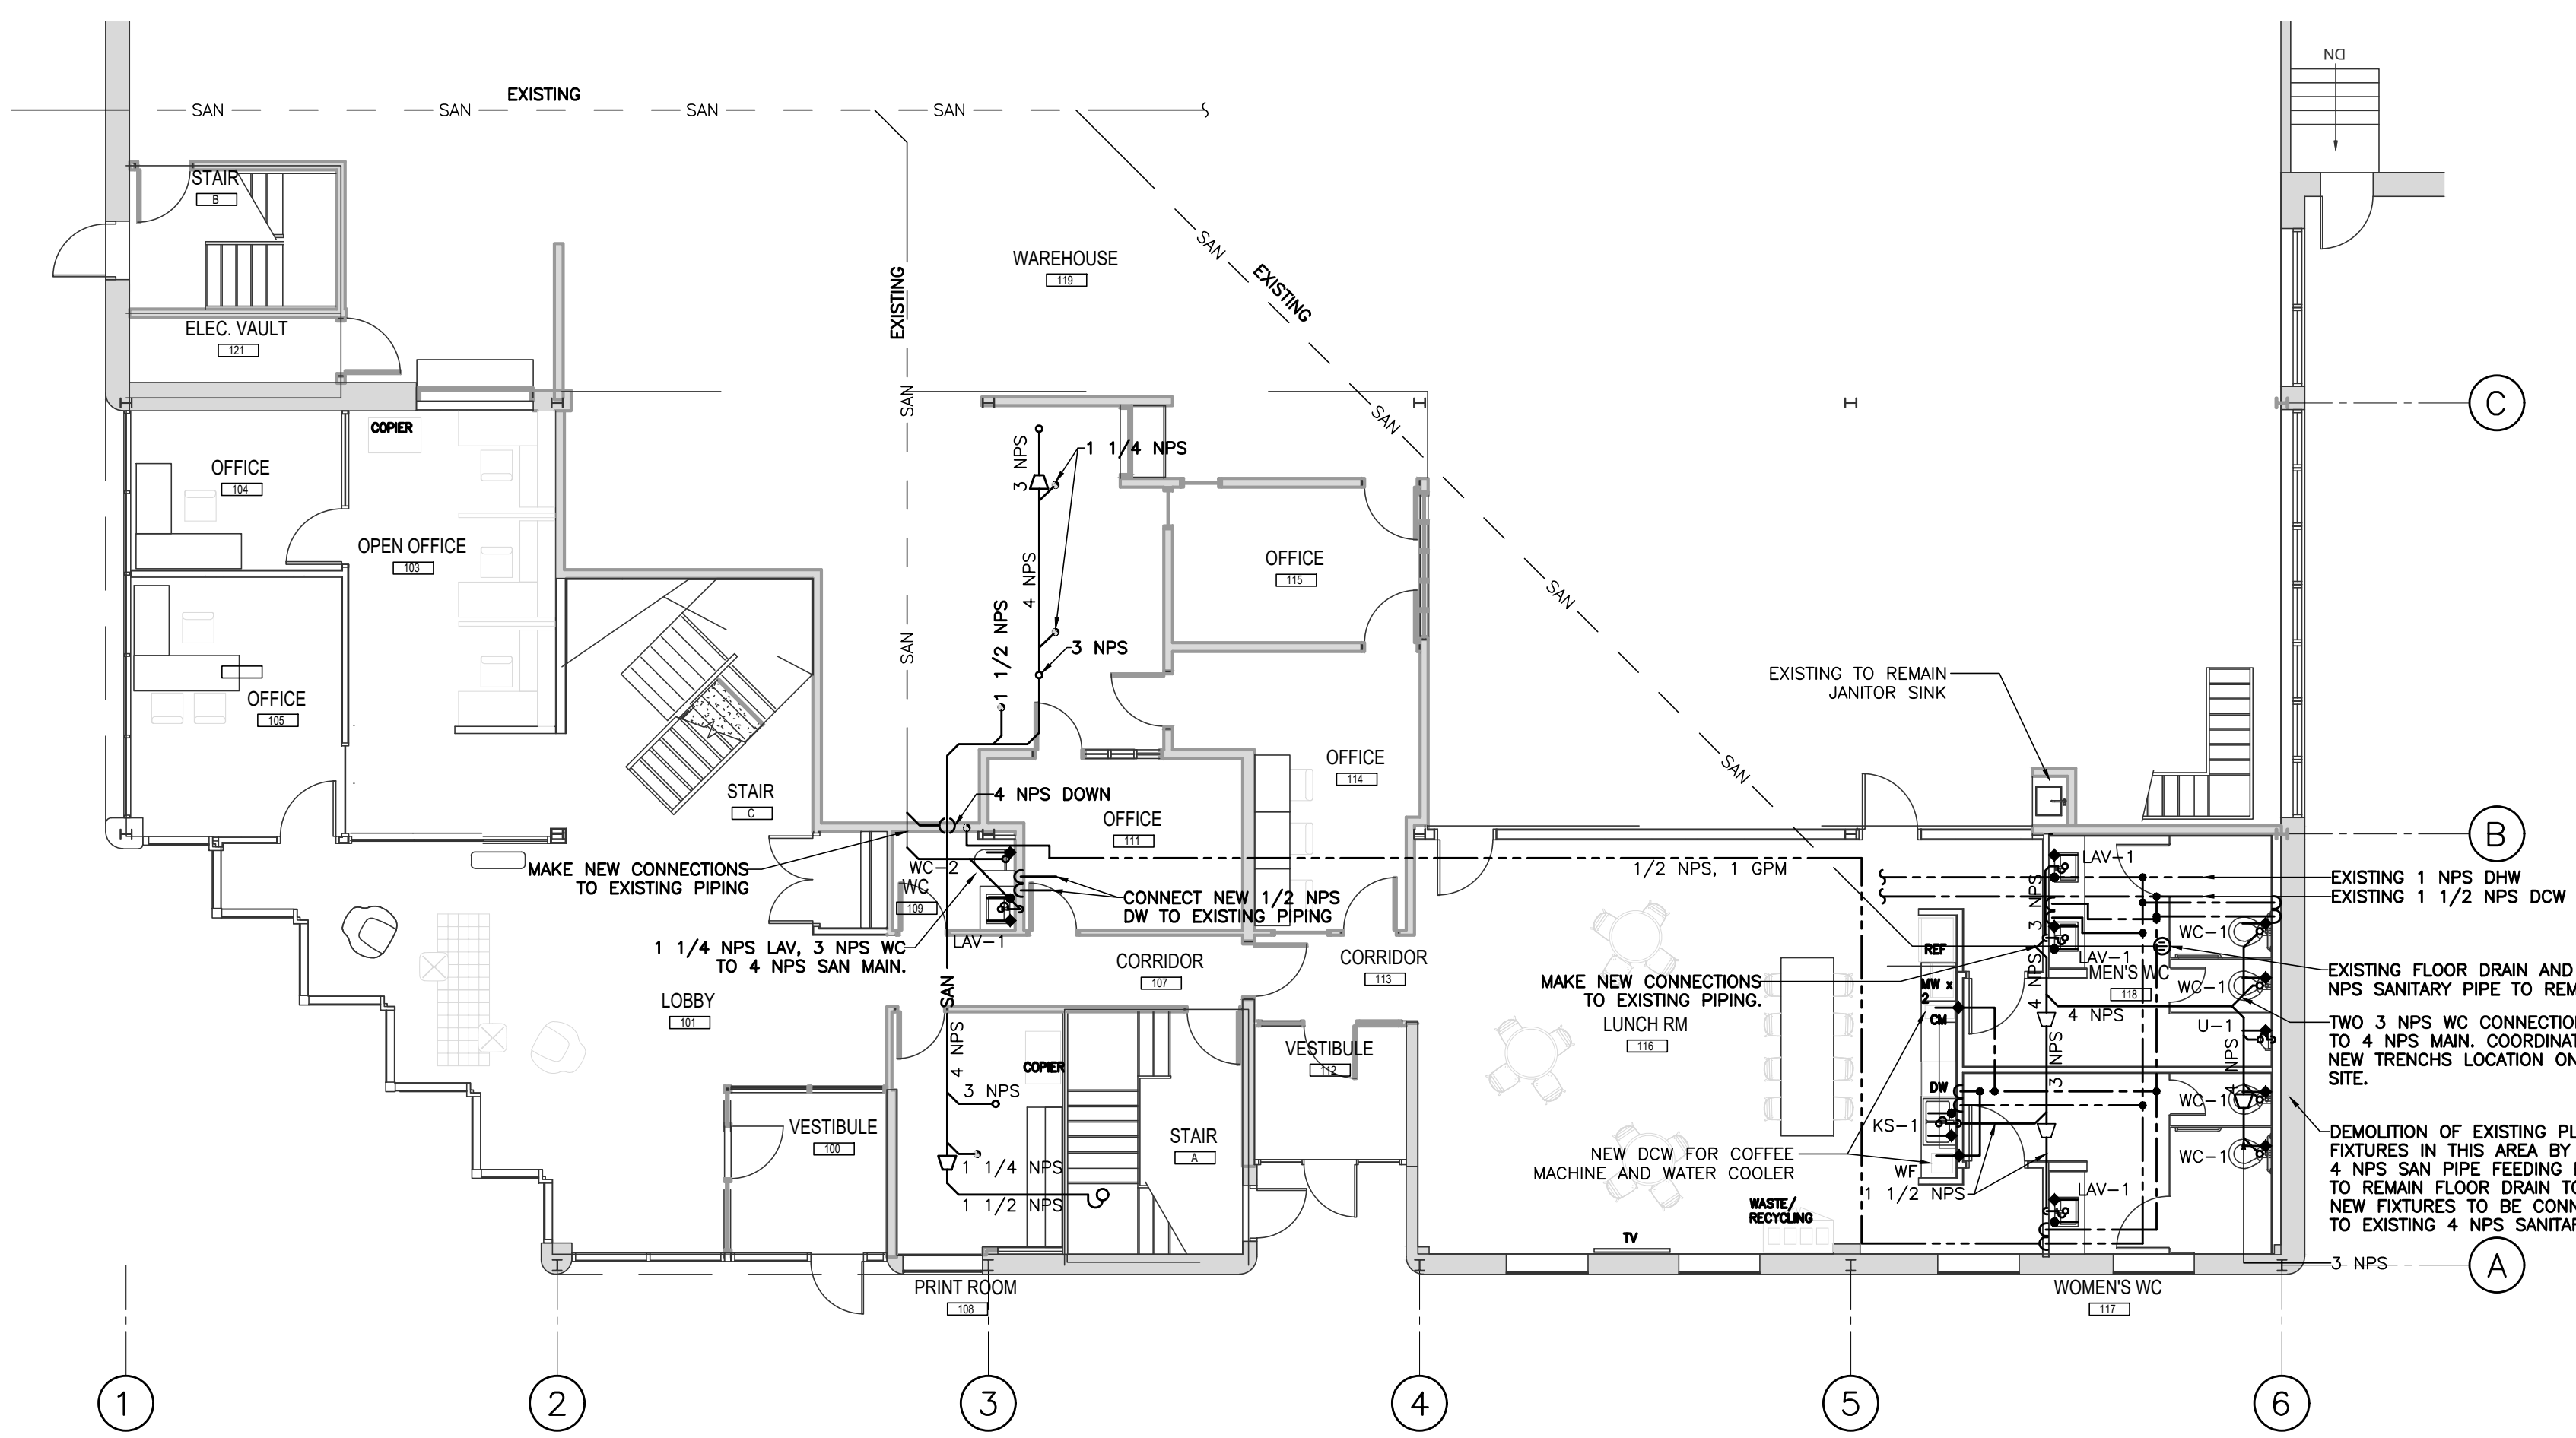 DN
EXISTING
SAN
SAN
SAN
SAN
STAIR
B
WAREHOUSE
119
SAN
EXISTING
EXISTING
ELEC. VAULT
121
SAN
SAN
C
COPIER
OFFICE
104
3 NPS
1 1/4 NPS
OPEN OFFICE
103
4 NPS
OFFICE
115
SAN
SAN
1 1/2 NPS
3 NPS
EXISTING TO REMAIN
JANITOR SINK
OFFICE
105
STAIR
C
4 NPS DOWN
OFFICE
111
OFFICE
114
SAN
B
MAKE NEW CONNECTIONS
TO EXISTING PIPING
WC-2
WC
109
LAV-1
CONNECT NEW 1/2 NPS
DW TO EXISTING PIPING
1/2 NPS, 1 GPM
LAV-1
EXISTING 1 NPS DHW
EXISTING 1 1/2 NPS DCW
3 NPS
WC-1
1 1/4 NPS LAV, 3 NPS WC
TO 4 NPS SAN MAIN.
SAN
CORRIDOR
107
CORRIDOR
113
REF
LAV-1
MEN'S WC
118
WC-1
EXISTING FLOOR DRAIN AND
NPS SANITARY PIPE TO REM
MAKE NEW CONNECTIONS
TO EXISTING PIPING.
MW x
2
CM
4 NPS
4 NPS
U-1
TWO 3 NPS WC CONNECTIO
TO 4 NPS MAIN. COORDINAT
NEW TRENCHS LOCATION ON
SITE.
LOBBY
101
LUNCH RM
116
4 NPS
COPIER
VESTIBULE
112
3 NPS
4 NPS
3 NPS
DW
WC-1
VESTIBULE
100
STAIR
A
KS-1
DEMOLITION OF EXISTING PL
FIXTURES IN THIS AREA BY
4 NPS SAN PIPE FEEDING
TO REMAIN FLOOR DRAIN TO
NEW FIXTURES TO BE CONN
TO EXISTING 4 NPS SANITAR
1 1/4 NPS
1 1/2 NPS
NEW DCW FOR COFFEE
MACHINE AND WATER COOLER
WF
1 1/2 NPS
WC-1
LAV-1
WASTE/
RECYCLING
TV
3 NPS
A
PRINT ROOM
108
WOMEN'S WC
117
1
2
3
4
5
6